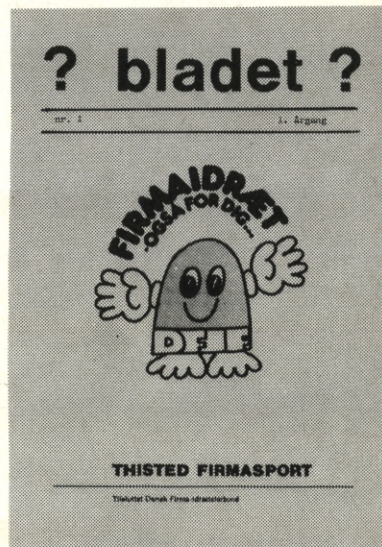 ? bladet ?
nr. 1 1. Årgang
FIRMAIDRÆT
OGSÅ FOR DIG...
DFIF
THISTED FIRMASPORT
Tilsluttet Dansk Firma-Idrætsforbund